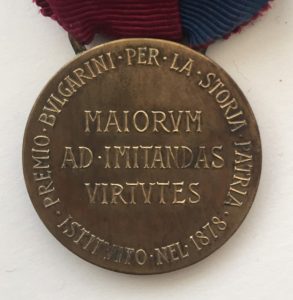 PREMIO·BVLGARINI·PER·LA·STORIA·PATRIA·
ISTITVITO·NEL·1878·
MAIORVM
AD·IMITANDAS
VIRTVTES